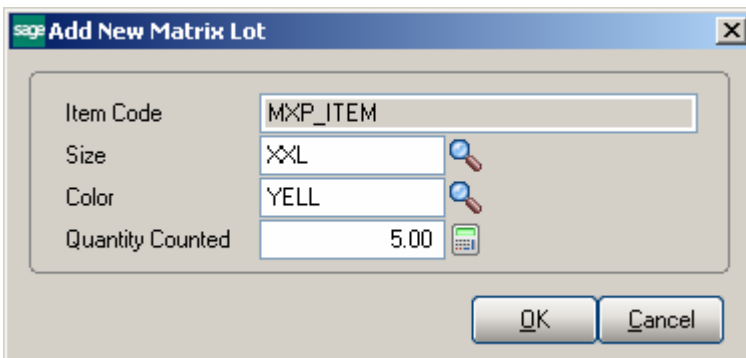 sage Add New Matrix Lot
Item Code MXP_ITEM
Size XXL
Color YELL
Quantity Counted 5.00
OK Cancel